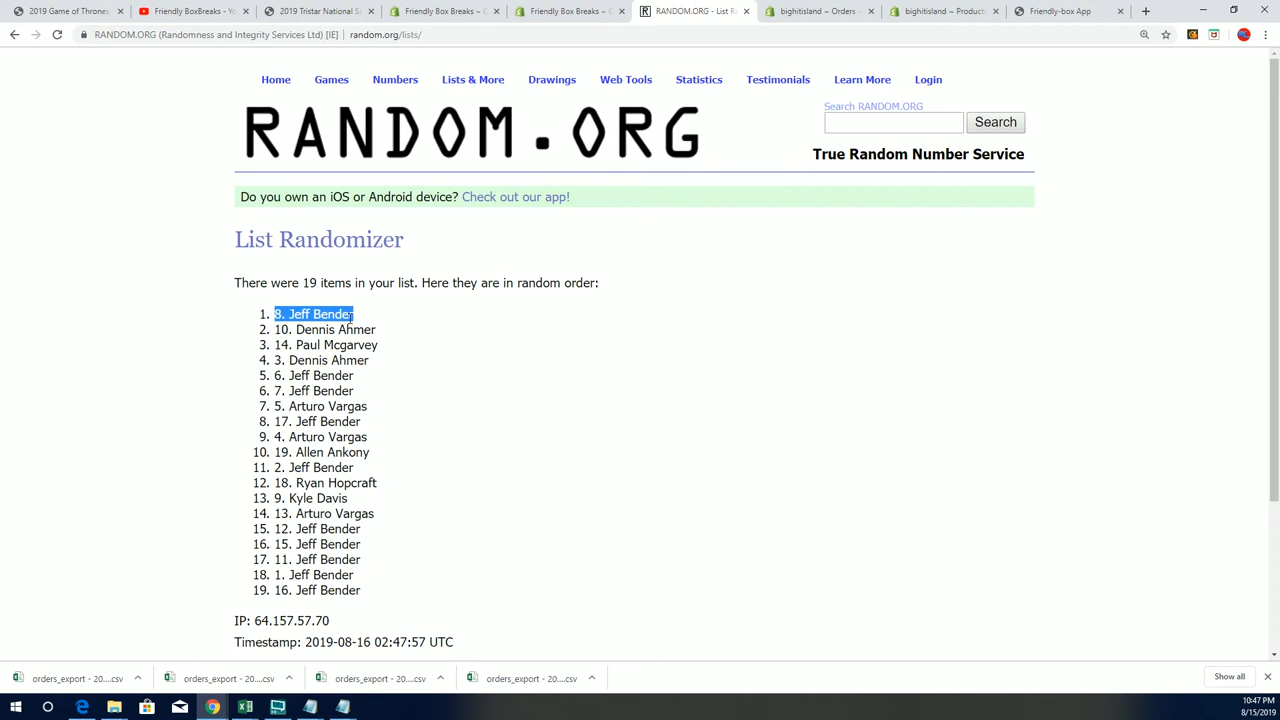 2019 Game of Thrones
Friendly BoxBreaks - Yo
2019 Tristar National S
Friendly Box Breaks ~ C
Friendly Box Breaks ~ C
RANDOM.ORG - List R
bighitisland ~ Orders ~
bighitisland ~ Product
Friendly-box App
RANDOM.ORG (Randomness and Integrity Services Ltd) [IE] | random.org/lists/
Home Games Numbers Lists & More Drawings Web Tools Statistics Testimonials Learn More Login
RANDOM.ORG
Search RANDOM.ORG
Search
True Random Number Service
Do you own an iOS or Android device? Check out our app!
List Randomizer
There were 19 items in your list. Here they are in random order:
1. 8. Jeff Bender
2. 10. Dennis Ahmer
3. 14. Paul Mcgarvey
4. 3. Dennis Ahmer
5. 6. Jeff Bender
6. 7. Jeff Bender
7. 5. Arturo Vargas
8. 17. Jeff Bender
9. 4. Arturo Vargas
10. 19. Allen Ankony
11. 2. Jeff Bender
12. 18. Ryan Hopcraft
13. 9. Kyle Davis
14. 13. Arturo Vargas
15. 12. Jeff Bender
16. 15. Jeff Bender
17. 11. Jeff Bender
18. 1. Jeff Bender
19. 16. Jeff Bender
IP: 64.157.57.70
Timestamp: 2019-08-16 02:47:57 UTC
orders_export - 20....csv
orders_export - 20....csv
orders_export - 20....csv
orders_export - 20....csv
Show all
10:47 PM
8/15/2019